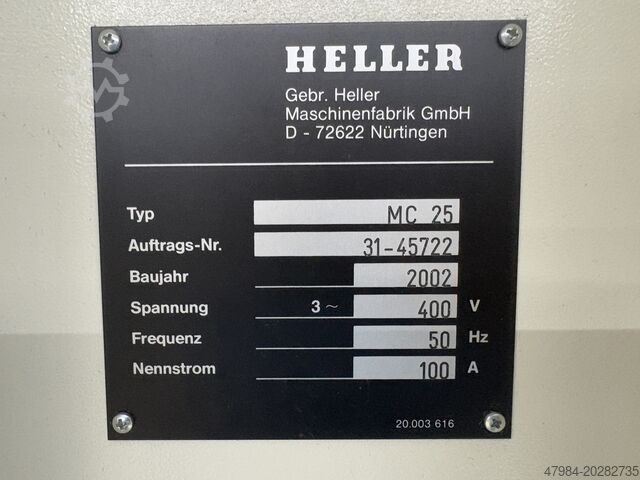 HELLER
Gebr. Heller
Maschinenfabrik GmbH
D - 72622 Nürtingen
Typ MC 25
Auftrags-Nr. 31-45722
Baujahr 2002
Spannung 3 ~ 400 V
Frequenz 50 Hz
Nennstrom 100 A
20.003 616
47984-20282735